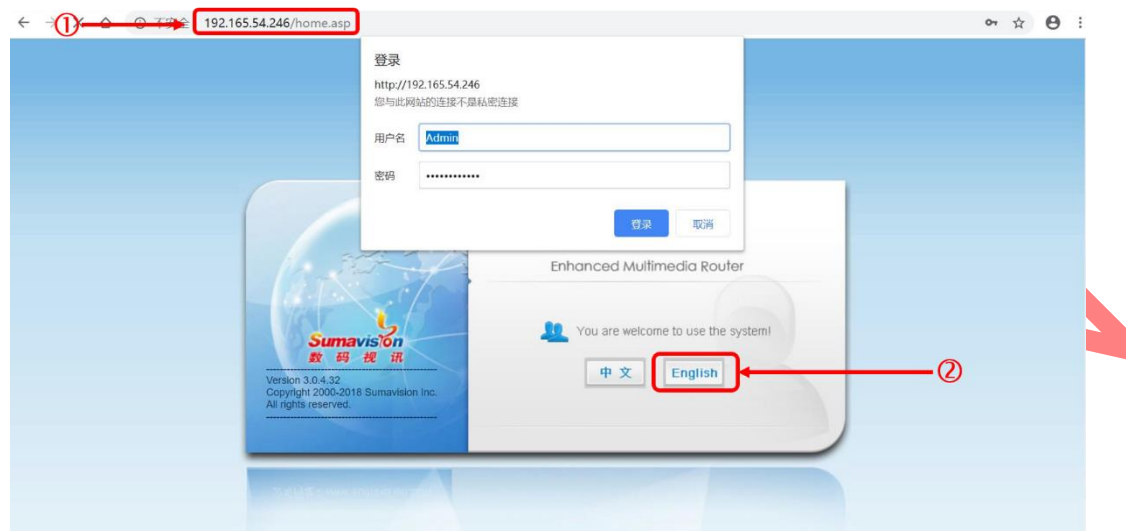 ① 不安全 192.165.54.246/home.asp
登录
http://192.165.54.246
您与此网站的连接不是私密连接
用户名 Admin
密码 ••••••••••••
登录 取消
Enhanced Multimedia Router
You are welcome to use the system!
中 文 English ②
Sumavision
数 码 视 讯
Version 3.0.4.32
Copyright 2000-2018 Sumavision Inc.
All rights reserved.